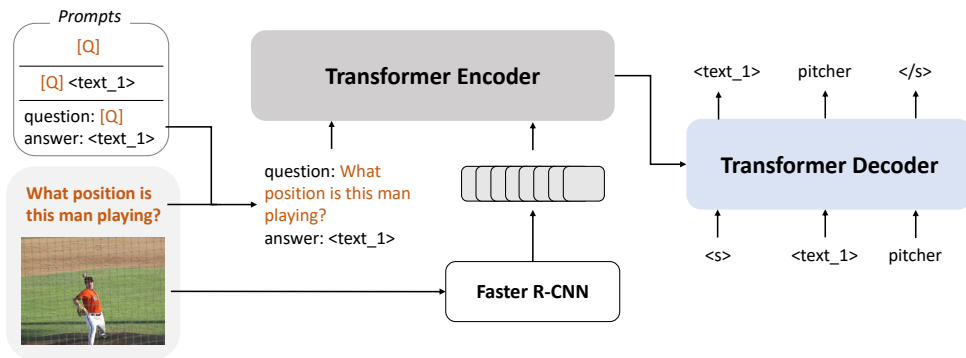 Prompts
[Q]
[Q] <text_1>
question: [Q]
answer: <text_1>
What position is
this man playing?
Transformer Encoder
question: What
position is this man
playing?
answer: <text_1>
Faster R-CNN
<text_1> pitcher </s>
Transformer Decoder
<s> <text_1> pitcher